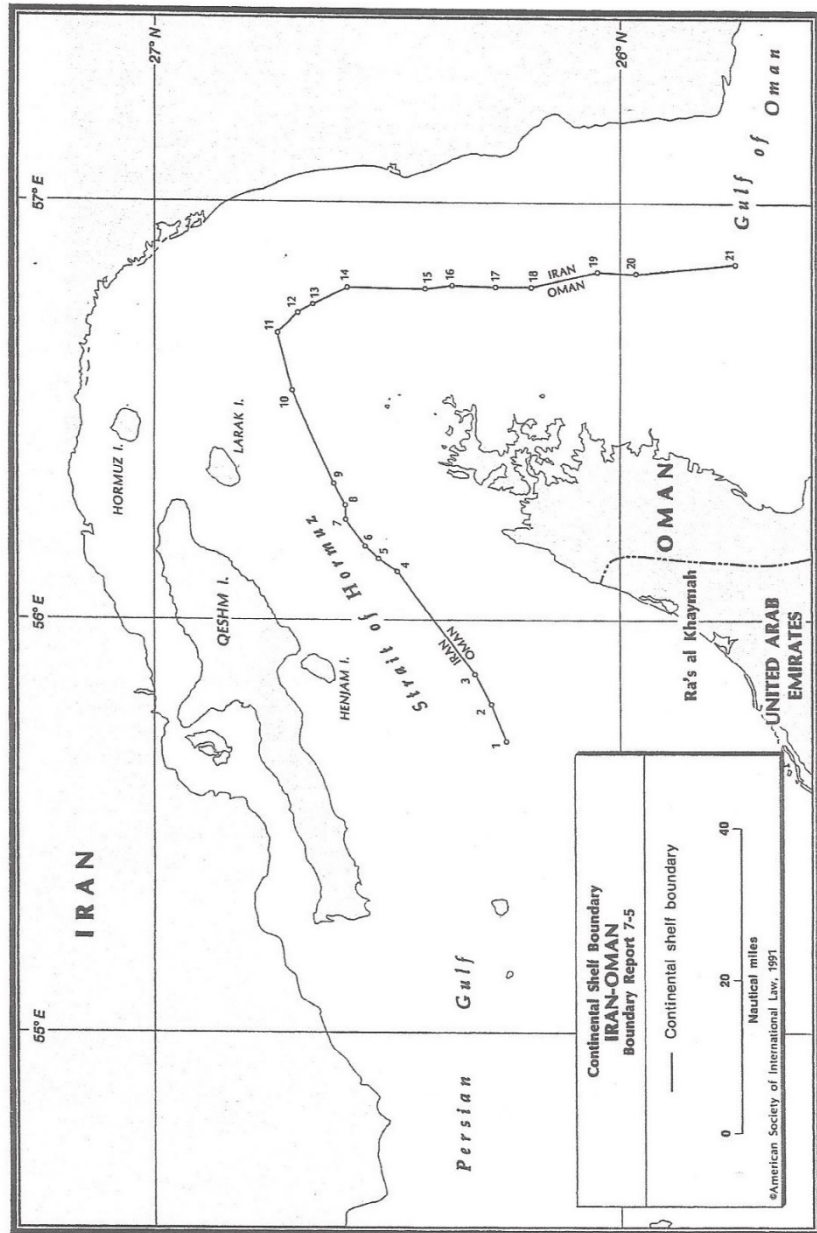 55° E
56° E
57° E
27° N
26° N
IRAN
HORMUZ I.
LARAK I.
QESHM I.
HENJAM I.
Strait of Hormuz
Persian Gulf
Gulf of Oman
1
2
3
4
5
6
7
8
9
10
11
12
13
14
15
16
17
18
19
20
21
IRAN
OMAN
IRAN
OMAN
OMAN
Ra's al Khaymah
UNITED ARAB
EMIRATES
Continental Shelf Boundary
IRAN-OMAN
Boundary Report 7-5
Continental shelf boundary
0
20
40
Nautical miles
©American Society of International Law, 1991